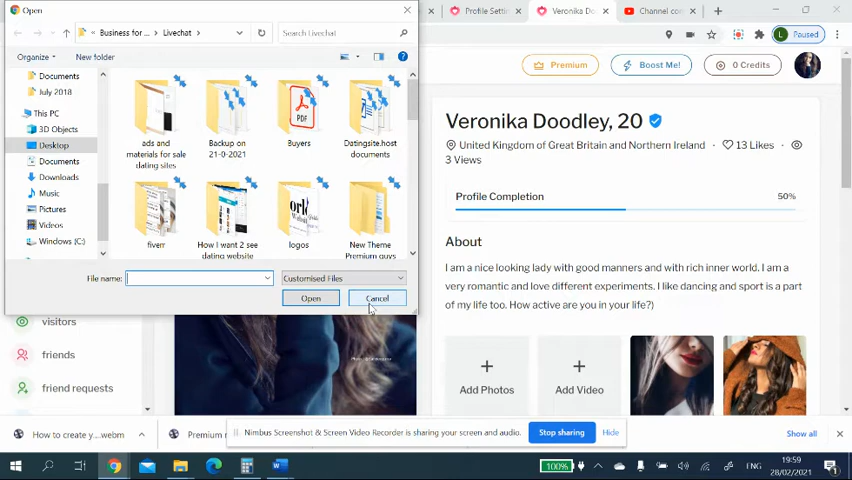 Open
Profile Settin
Veronika Doo
Channel con
Business for ...
Livechat
Search Livechat
L
Paused
Organize
New folder
Documents
July 2018
This PC
3D Objects
Desktop
Documents
Downloads
Music
Pictures
Videos
Windows (C:)
ads and
materials for sale
dating sites
Backup on
21-0-2021
PDF
Buyers
Datingsite.host
documents
fiverr
How I want 2 see
dating website
logos
New Theme
Premium guys
File name:
Customised Files
Open
Cancel
Premium
Boost Me!
0 Credits
Veronika Doodley, 20
United Kingdom of Great Britain and Northern Ireland
13 Likes
3 Views
Profile Completion
50%
About
I am a nice looking lady with good manners and with rich inner world. I am a
very romantic and love different experiments. I like dancing and sport is a part
of my life too. How active are you in your life?)
Add Photos
Add Video
visitors
friends
friend requests
How to create y....webm
Premium m
Nimbus Screenshot & Screen Video Recorder is sharing your screen and audio.
Stop sharing
Hide
Show all
100%
ENG
19:59
28/02/2021